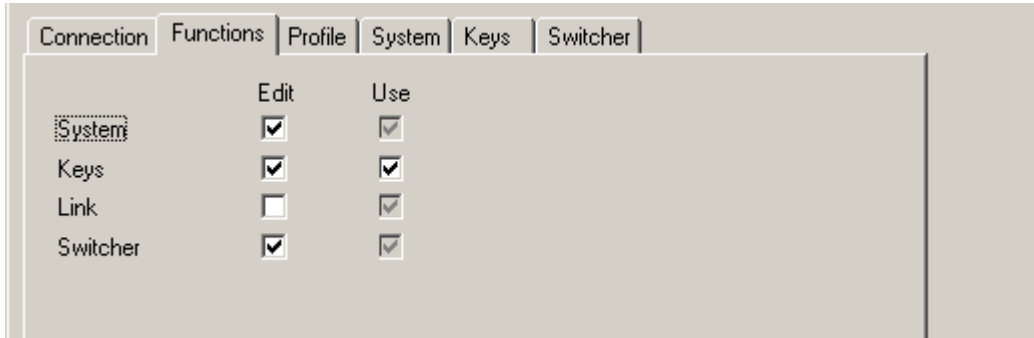 Connection Functions Profile System Keys Switcher
Edit Use
System
Keys
Link
Switcher